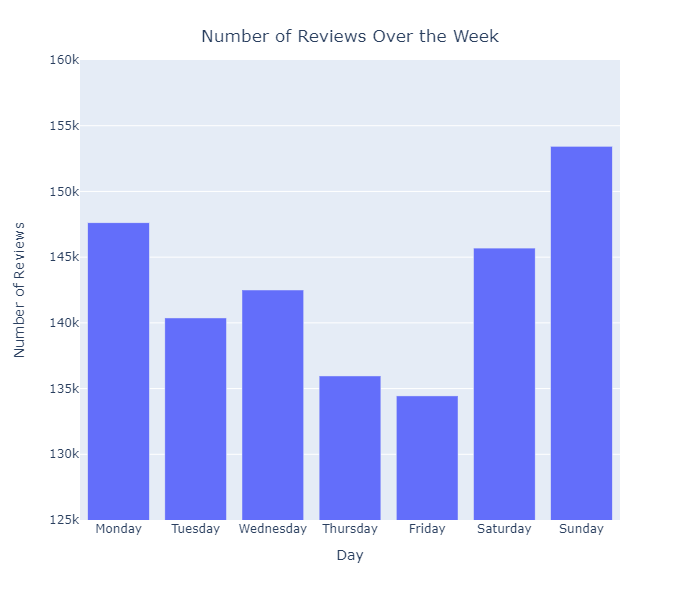 Number of Reviews Over the Week
160k
155k
150k
145k
140k
135k
130k
125k
Number of Reviews
Monday Tuesday Wednesday Thursday Friday Saturday Sunday
Day